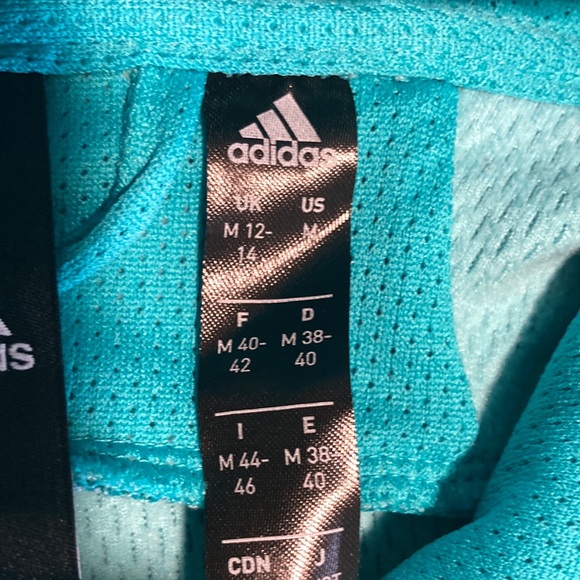 adidas
UK US
M 12- M
14
F D
M 40- M 38-
42 40
I E
M 44- M 38-
46 40
CDN J